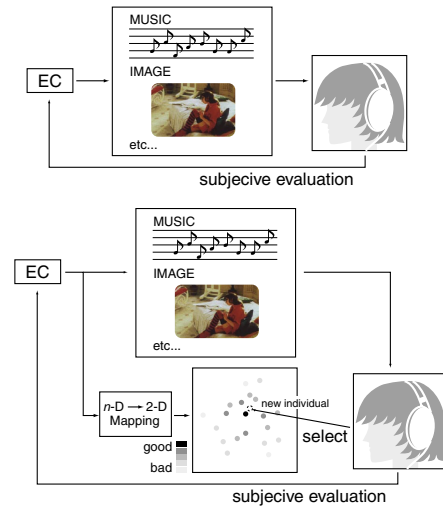 MUSIC
EC
IMAGE
etc...
subjecive evaluation
MUSIC
EC
IMAGE
etc...
n-D → 2-D
Mapping
new individual
select
good
bad
subjecive evaluation